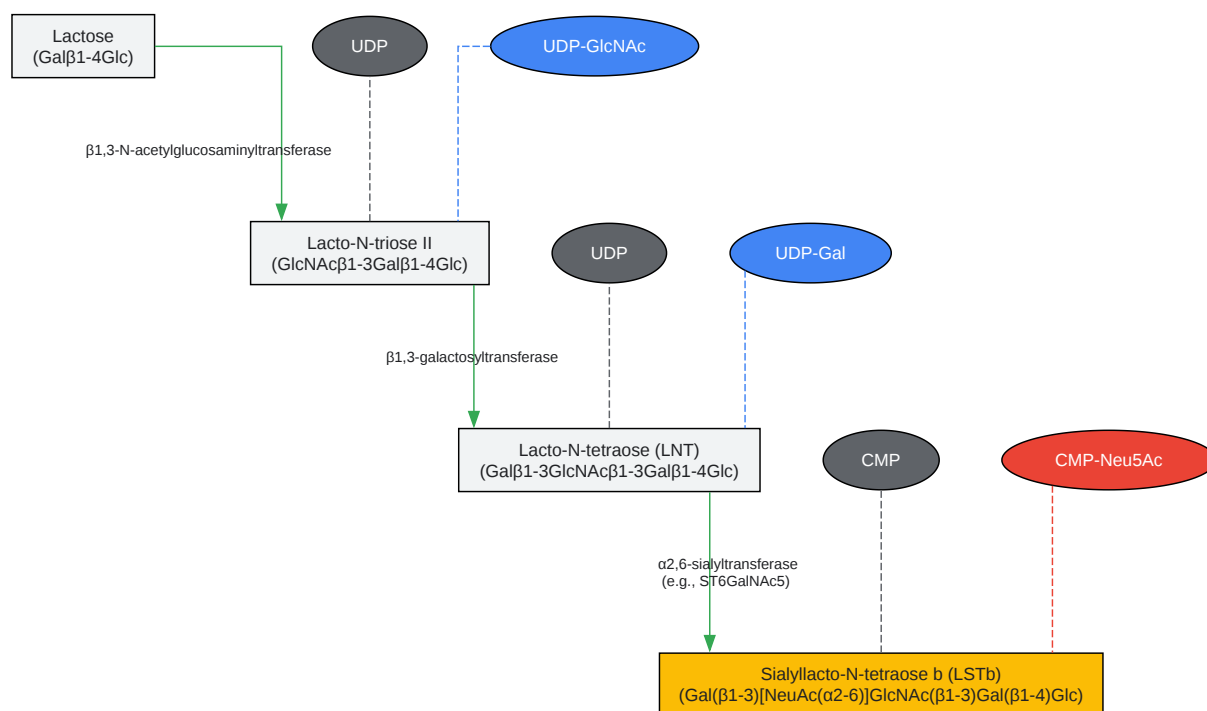 Lactose
(Galβ1-4Glc)
UDP
UDP-GlcNAc
β1,3-N-acetylglucosaminyltransferase
Lacto-N-triose II
(GlcNAcβ1-3Galβ1-4Glc)
UDP
UDP-Gal
β1,3-galactosyltransferase
Lacto-N-tetraose (LNT)
(Galβ1-3GlcNAcβ1-3Galβ1-4Glc)
CMP
CMP-Neu5Ac
α2,6-sialyltransferase
(e.g., ST6GalNAc5)
Sialyllacto-N-tetraose b (LSTb)
(Gal(β1-3)[NeuAc(α2-6)]GlcNAc(β1-3)Gal(β1-4)Glc)